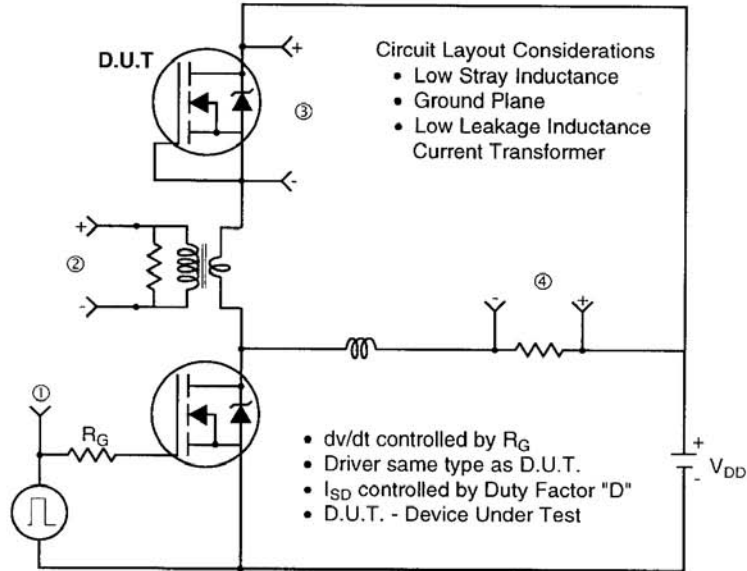 D.U.T
+
Circuit Layout Considerations
• Low Stray Inductance
③
• Ground Plane
• Low Leakage Inductance
Current Transformer
-
+
②
-
④
-
+
①
R_G
• dv/dt controlled by R_G
• Driver same type as D.U.T.
• I_SD controlled by Duty Factor "D"
• D.U.T. - Device Under Test
+
V_DD
-